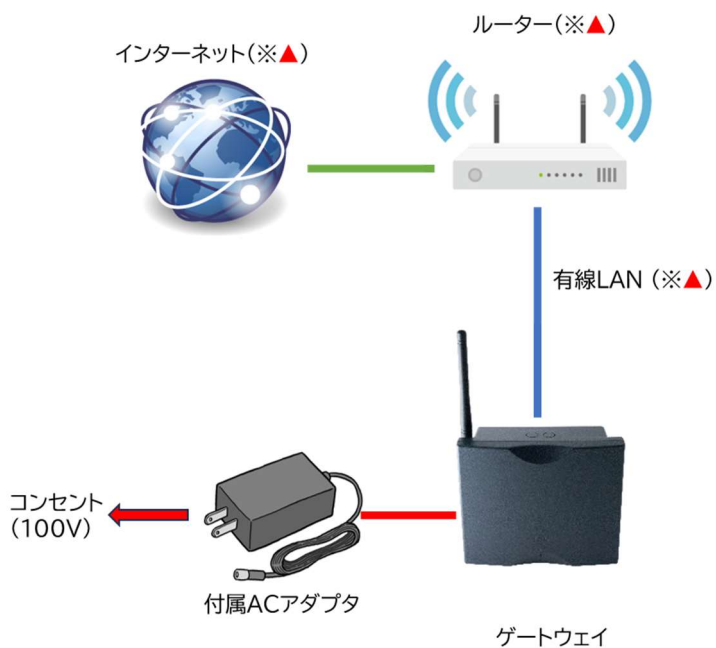 ルーター(※▲)
インターネット(※▲)
有線LAN (※▲)
コンセント
(100V)
付属ACアダプタ
ゲートウェイ